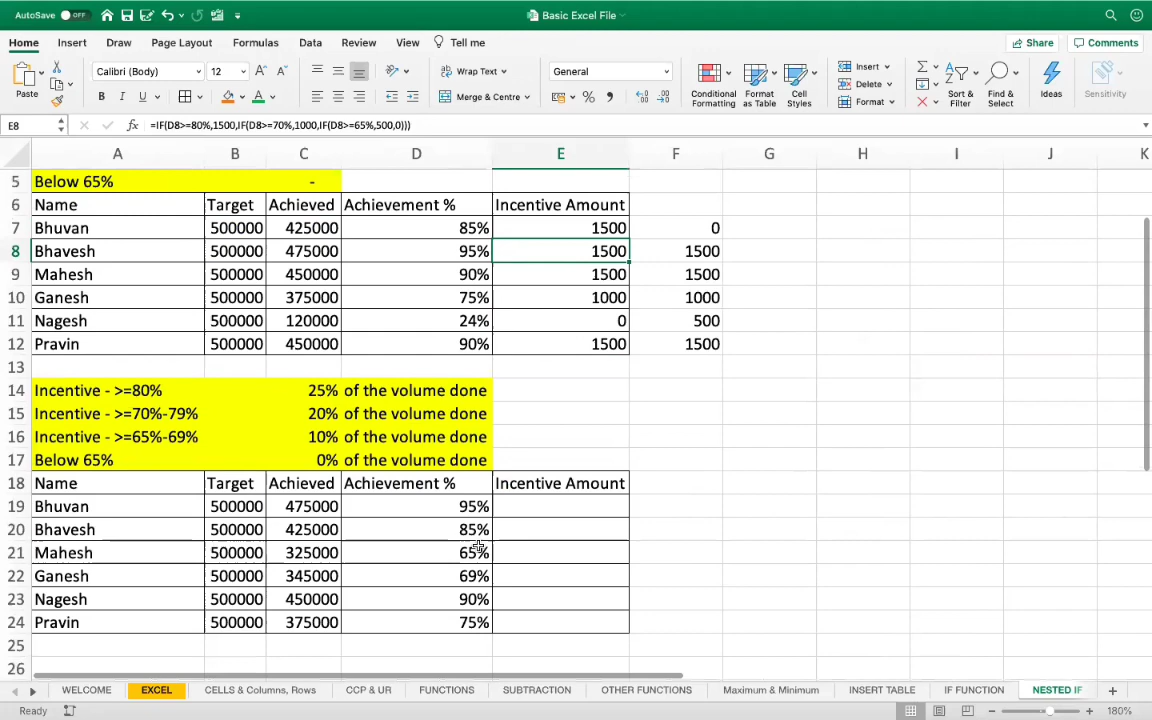 AutoSave OFF Basic Excel File
Home Insert Draw Page Layout Formulas Data Review View Tell me Share Comments
Paste Calibri (Body) 12 A A Wrap Text General Insert Delete Format Conditional Formatting Format as Table Cell Styles Sort & Filter Find & Select Ideas Sensitivity
B I U A Merge & Centre %
E8 fx =IF(D8>=80%,1500,IF(D8>=70%,1000,IF(D8>=65%,500,0)))
A B C D E F G H I J K
5 Below 65% -
6 Name Target Achieved Achievement % Incentive Amount
7 Bhuvan 500000 425000 85% 1500 0
8 Bhavesh 500000 475000 95% 1500 1500
9 Mahesh 500000 450000 90% 1500 1500
10 Ganesh 500000 375000 75% 1000 1000
11 Nagesh 500000 120000 24% 0 500
12 Pravin 500000 450000 90% 1500 1500
13
14 Incentive - >=80% 25% of the volume done
15 Incentive - >=70%-79% 20% of the volume done
16 Incentive - >=65%-69% 10% of the volume done
17 Below 65% 0% of the volume done
18 Name Target Achieved Achievement % Incentive Amount
19 Bhuvan 500000 475000 95%
20 Bhavesh 500000 425000 85%
21 Mahesh 500000 325000 65%
22 Ganesh 500000 345000 69%
23 Nagesh 500000 450000 90%
24 Pravin 500000 375000 75%
25
26
WELCOME EXCEL CELLS & Columns, Rows CCP & UR FUNCTIONS SUBTRACTION OTHER FUNCTIONS Maximum & Minimum INSERT TABLE IF FUNCTION NESTED IF
Ready 180%